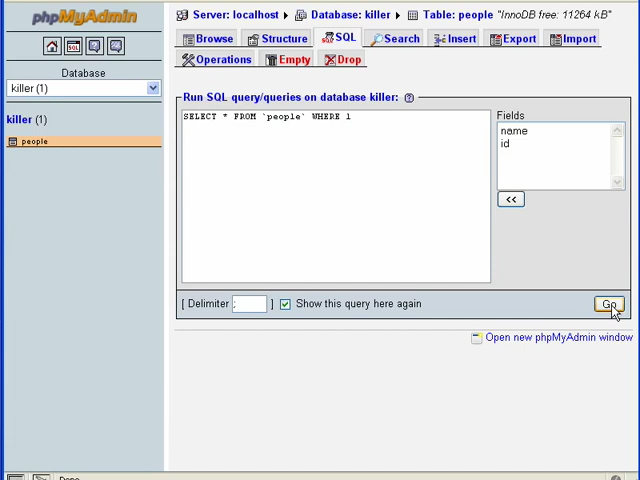 phpMyAdmin
SQL
Database
killer (1)
killer (1)
people
Server: localhost Database: killer Table: people "InnoDB free: 11264 kB"
Browse Structure SQL Search Insert Export Import
Operations Empty Drop
Run SQL query/queries on database killer:
SELECT * FROM `people` WHERE 1
Fields
name
id
<<
[ Delimiter ; ] Show this query here again Go
Open new phpMyAdmin window
Done